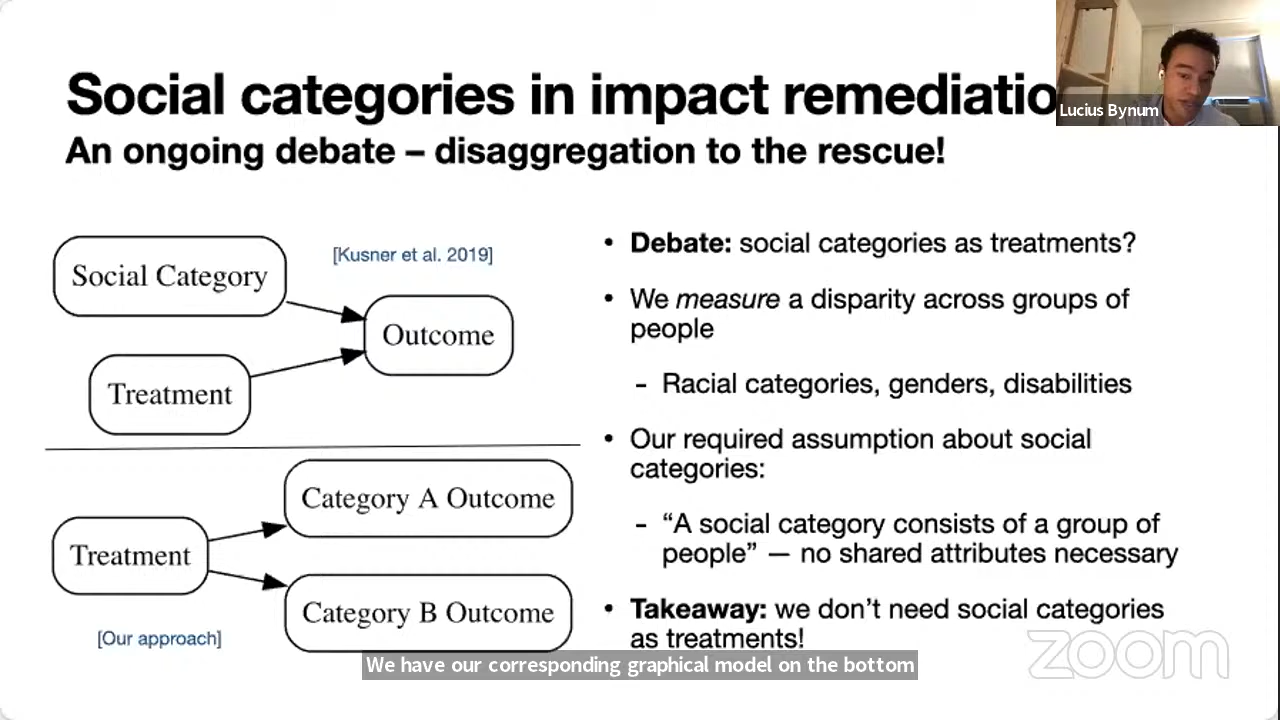 Social categories in impact remediatio
An ongoing debate – disaggregation to the rescue!
Lucius Bynum
Social Category
[Kusner et al. 2019]
Outcome
Treatment
Category A Outcome
Treatment
Category B Outcome
[Our approach]
• Debate: social categories as treatments?
• We measure a disparity across groups of
people
- Racial categories, genders, disabilities
• Our required assumption about social
categories:
- “A social category consists of a group of
people” — no shared attributes necessary
• Takeaway: we don’t need social categories
as treatments!
zoom
We have our corresponding graphical model on the bottom